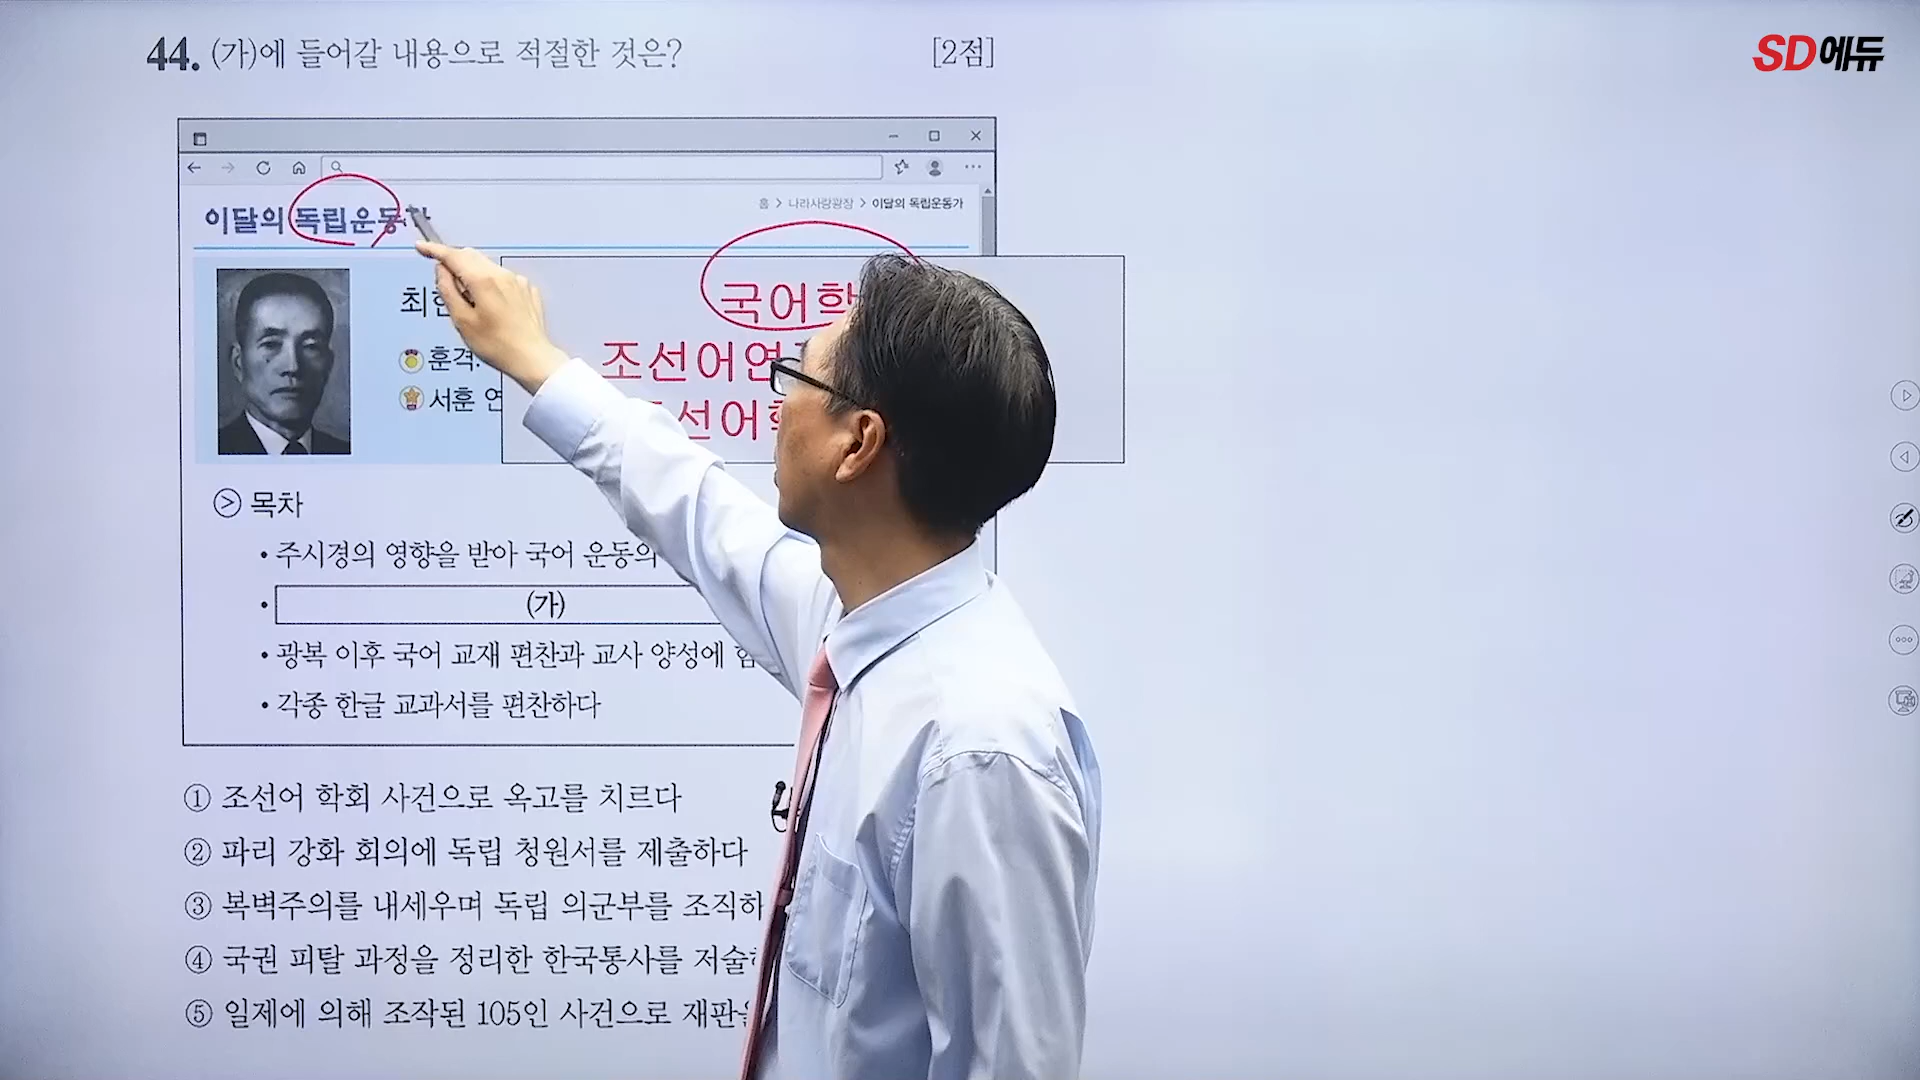 44. (가)에 들어갈 내용으로 적절한 것은? [2점]
SD에듀
홈 > 나라사랑광장 > 이달의 독립운동가
이달의 독립운동가
국어학
조선어연
선어
훈격:
서훈
목차
• 주시경의 영향을 받아 국어 운동의
• (가)
• 광복 이후 국어 교재 편찬과 교사 양성에
• 각종 한글 교과서를 편찬하다
① 조선어 학회 사건으로 옥고를 치르다
② 파리 강화 회의에 독립 청원서를 제출하다
③ 복벽주의를 내세우며 독립 의군부를 조직하
④ 국권 피탈 과정을 정리한 한국통사를 저술
⑤ 일제에 의해 조작된 105인 사건으로 재판